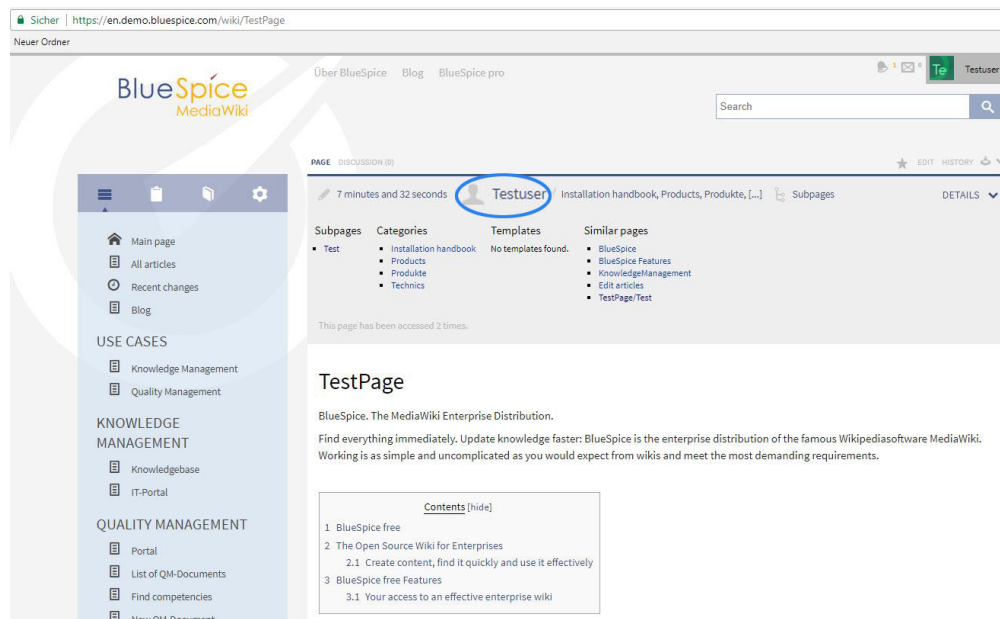 Sicher | https://en.demo.bluespice.com/wiki/TestPage
Neuer Ordner
BlueSpice
MediaWiki
Über BlueSpice Blog BlueSpice pro
1 0 Te Testuser
Search
PAGE DISCUSSION (0) EDIT HISTORY
7 minutes and 32 seconds Testuser / Installation handbook, Products, Produkte, [...] Subpages DETAILS
Subpages Categories Templates Similar pages
Test Installation handbook No templates found. BlueSpice
Products BlueSpice Features
Produkte KnowledgeManagement
Technics Edit articles
TestPage/Test
This page has been accessed 2 times.
Main page
All articles
Recent changes
Blog
USE CASES
Knowledge Management
Quality Management
KNOWLEDGE
MANAGEMENT
Knowledgebase
IT-Portal
QUALITY MANAGEMENT
Portal
List of QM-Documents
Find competencies
New QM-Document
TestPage
BlueSpice. The MediaWiki Enterprise Distribution.
Find everything immediately. Update knowledge faster: BlueSpice is the enterprise distribution of the famous Wikipediasoftware MediaWiki.
Working is as simple and uncomplicated as you would expect from wikis and meet the most demanding requirements.
Contents [hide]
1 BlueSpice free
2 The Open Source Wiki for Enterprises
2.1 Create content, find it quickly and use it effectively
3 BlueSpice free Features
3.1 Your access to an effective enterprise wiki